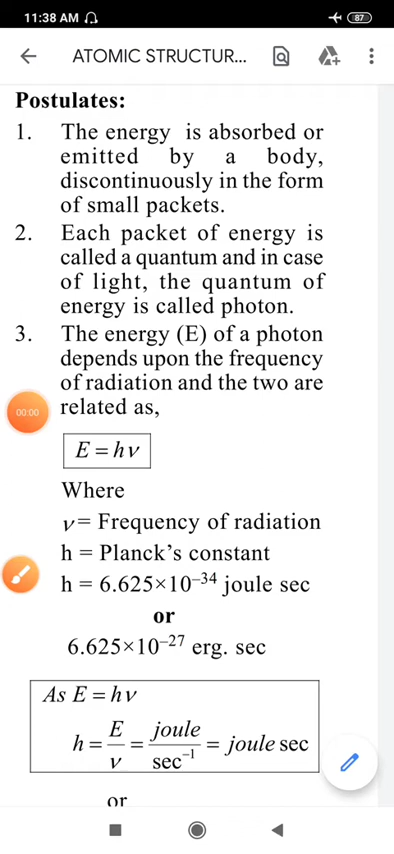 11:38 AM
87
ATOMIC STRUCTUR...
Postulates:
1. The energy is absorbed or
emitted by a body,
discontinuously in the form
of small packets.
2. Each packet of energy is
called a quantum and in case
of light, the quantum of
energy is called photon.
3. The energy (E) of a photon
depends upon the frequency
of radiation and the two are
00:00
related as,
E = hν
Where
ν = Frequency of radiation
h = Planck’s constant
h = 6.625×10⁻³⁴ joule sec
or
6.625×10⁻²⁷ erg. sec
As E = hν
h = E/ν = joule/sec⁻¹ = joule sec
or